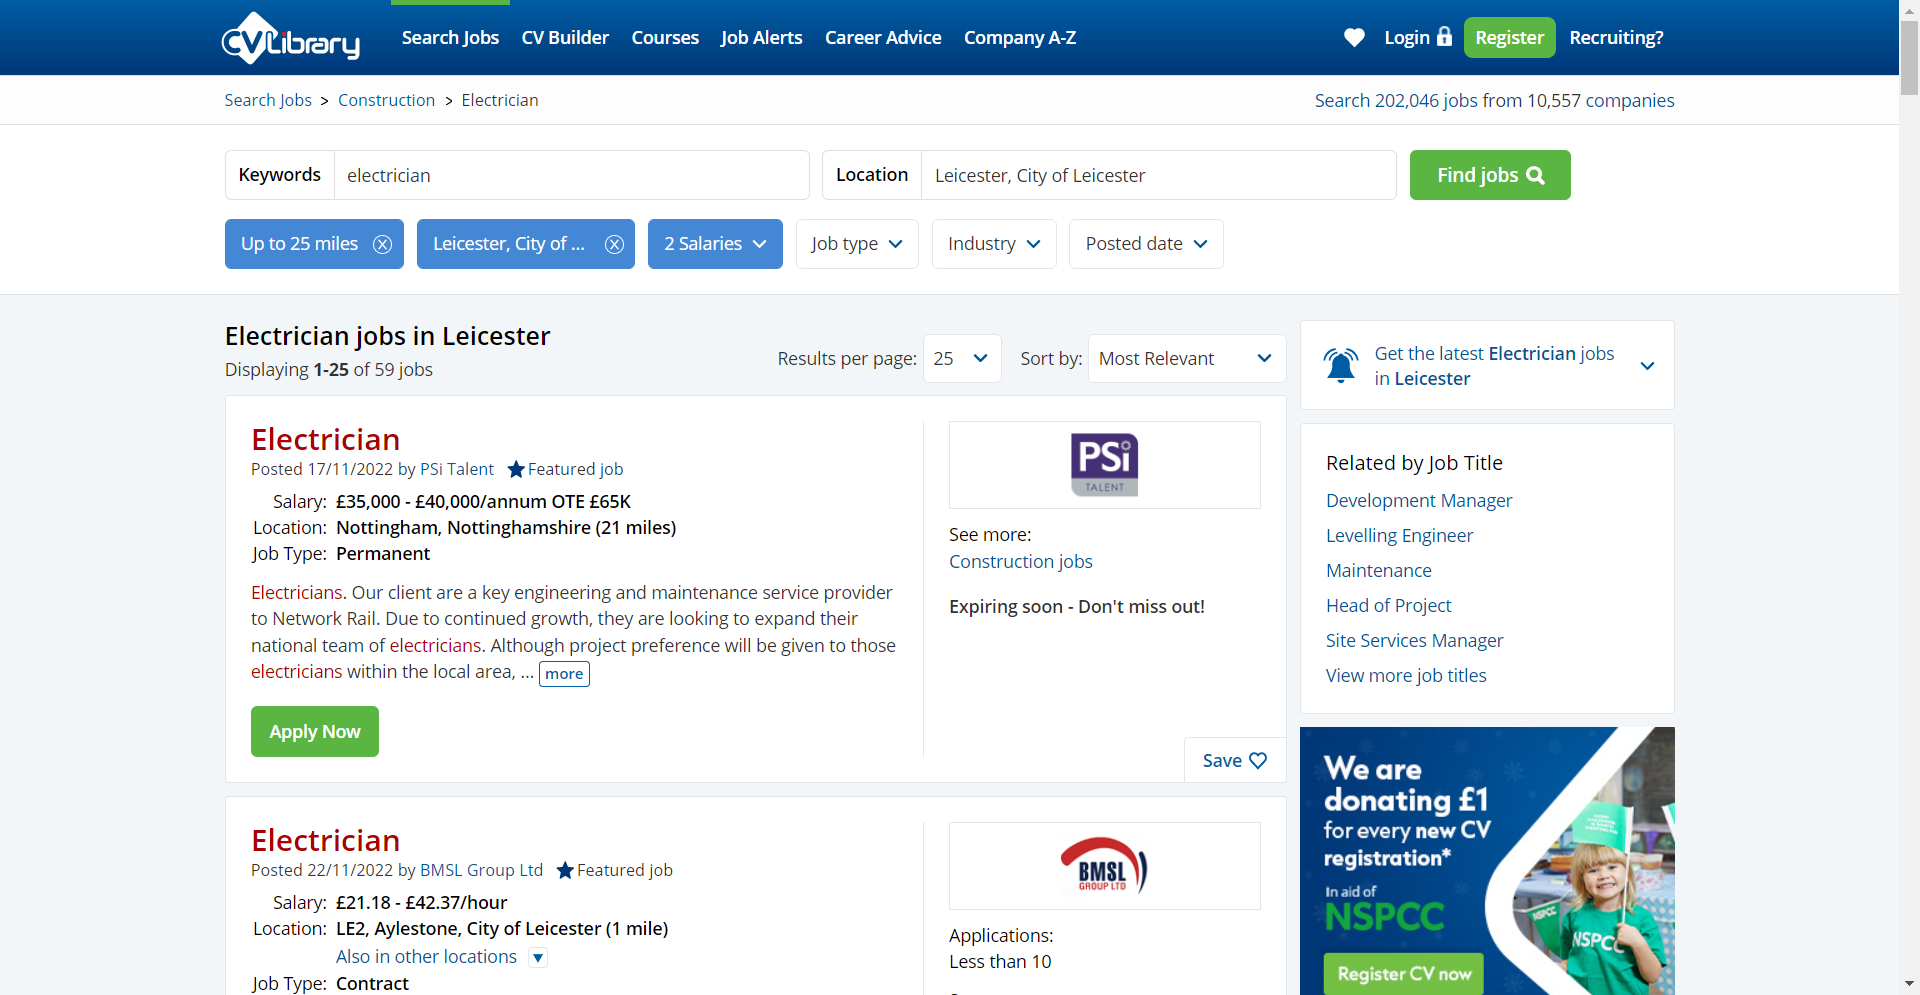 CVLibrary
Search Jobs CV Builder Courses Job Alerts Career Advice Company A-Z
Login Register Recruiting?
Search Jobs > Construction > Electrician
Search 202,046 jobs from 10,557 companies
Keywords electrician
Location Leicester, City of Leicester
Find jobs
Up to 25 miles
Leicester, City of ...
2 Salaries
Job type
Industry
Posted date
Electrician jobs in Leicester
Displaying 1-25 of 59 jobs
Results per page: 25
Sort by: Most Relevant
Electrician
Posted 17/11/2022 by PSi Talent Featured job
Salary: £35,000 - £40,000/annum OTE £65K
Location: Nottingham, Nottinghamshire (21 miles)
Job Type: Permanent
Electricians. Our client are a key engineering and maintenance service provider
to Network Rail. Due to continued growth, they are looking to expand their
national team of electricians. Although project preference will be given to those
electricians within the local area, ... more
Apply Now
PSi
TALENT
See more:
Construction jobs
Expiring soon - Don't miss out!
Save
Electrician
Posted 22/11/2022 by BMSL Group Ltd Featured job
Salary: £21.18 - £42.37/hour
Location: LE2, Aylestone, City of Leicester (1 mile)
Also in other locations
Job Type: Contract
BMSL
GROUP LTD
Applications:
Less than 10
Get the latest Electrician jobs
in Leicester
Related by Job Title
Development Manager
Levelling Engineer
Maintenance
Head of Project
Site Services Manager
View more job titles
We are
donating £1
for every new CV
registration*
In aid of
NSPCC
Register CV now
NSPCC
NSPCC